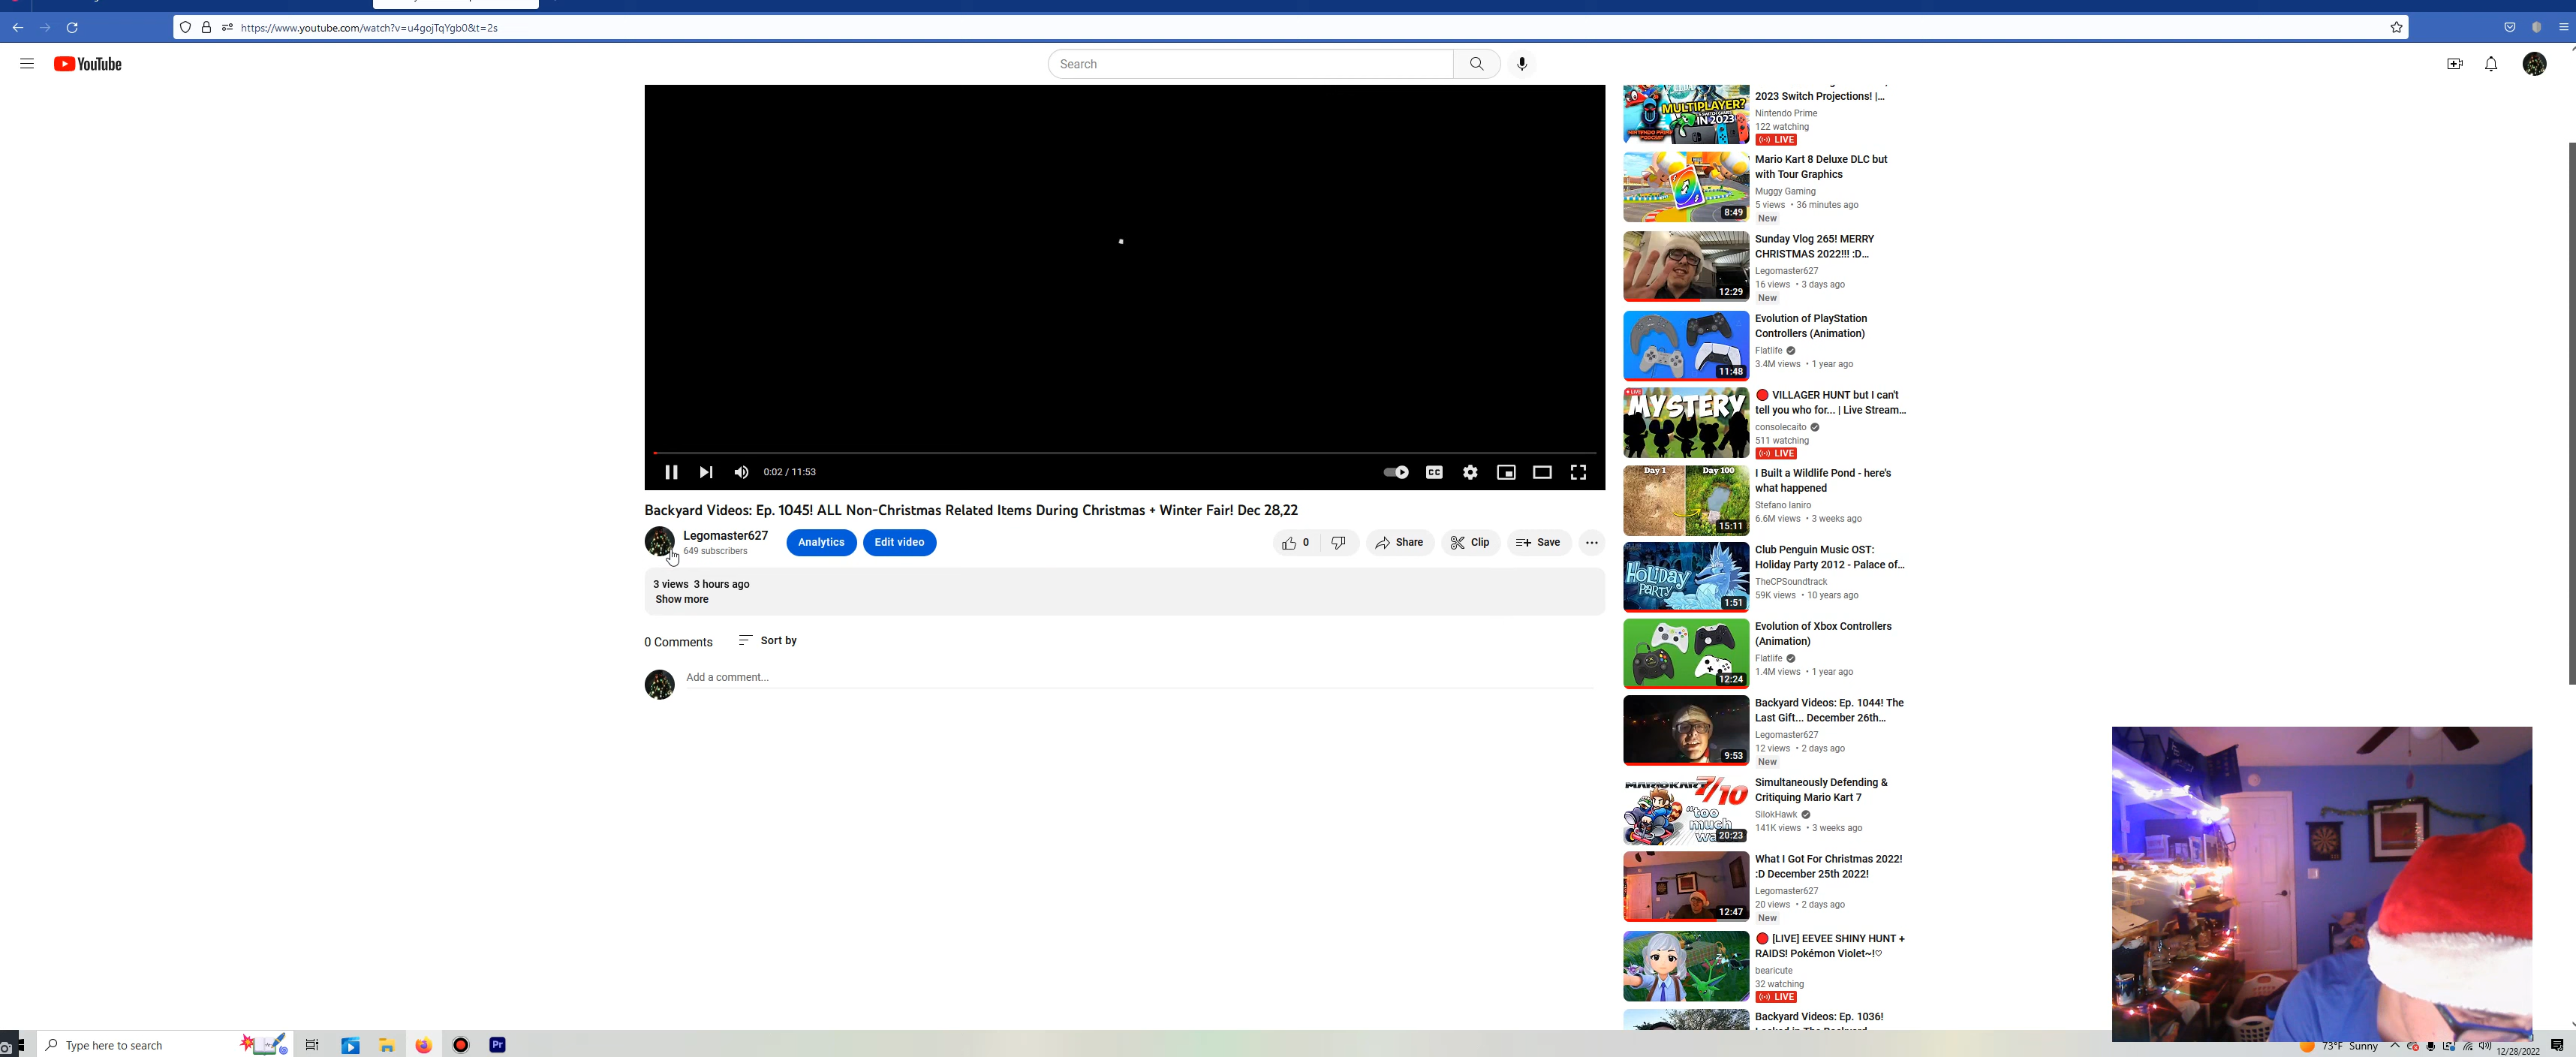 https://www.youtube.com/watch?v=u4gojTqYgb0&t=2s
YouTube
Search
0:02 / 11:53
CC
Backyard Videos: Ep. 1045! ALL Non-Christmas Related Items During Christmas + Winter Fair! Dec 28,22
Legomaster627
649 subscribers
Analytics
Edit video
0
Share
Clip
Save
3 views 3 hours ago
Show more
0 Comments
Sort by
Add a comment...
MULTIPLAYER?
IN 2023
2023 Switch Projections! |...
Nintendo Prime
122 watching
LIVE
8:49
Mario Kart 8 Deluxe DLC but
with Tour Graphics
Muggy Gaming
5 views • 36 minutes ago
New
12:29
Sunday Vlog 265! MERRY
CHRISTMAS 2022!!! :D...
Legomaster627
16 views • 3 days ago
New
11:48
Evolution of PlayStation
Controllers (Animation)
Flatlife
3.4M views • 1 year ago
LIVE
MYSTERY
VILLAGER HUNT but I can't
tell you who for... | Live Stream...
consolecaito
511 watching
LIVE
Day 1
Day 100
15:11
I Built a Wildlife Pond - here's
what happened
Stefano Ianiro
6.6M views • 3 weeks ago
HOLIDAY
PARTY
1:51
Club Penguin Music OST:
Holiday Party 2012 - Palace of...
TheCPSoundtrack
59K views • 10 years ago
12:24
Evolution of Xbox Controllers
(Animation)
Flatlife
1.4M views • 1 year ago
9:53
Backyard Videos: Ep. 1044! The
Last Gift... December 26th...
Legomaster627
12 views • 2 days ago
New
MARIOKART
7/10
"too
much
20:23
Simultaneously Defending &
Critiquing Mario Kart 7
SilokHawk
141K views • 3 weeks ago
12:47
What I Got For Christmas 2022!
:D December 25th 2022!
Legomaster627
20 views • 2 days ago
New
[LIVE] EEVEE SHINY HUNT +
RAIDS! Pokémon Violet~!♡
bearicute
32 watching
LIVE
Backyard Videos: Ep. 1036!
Type here to search
Pr
73°F Sunny
12/28/2022